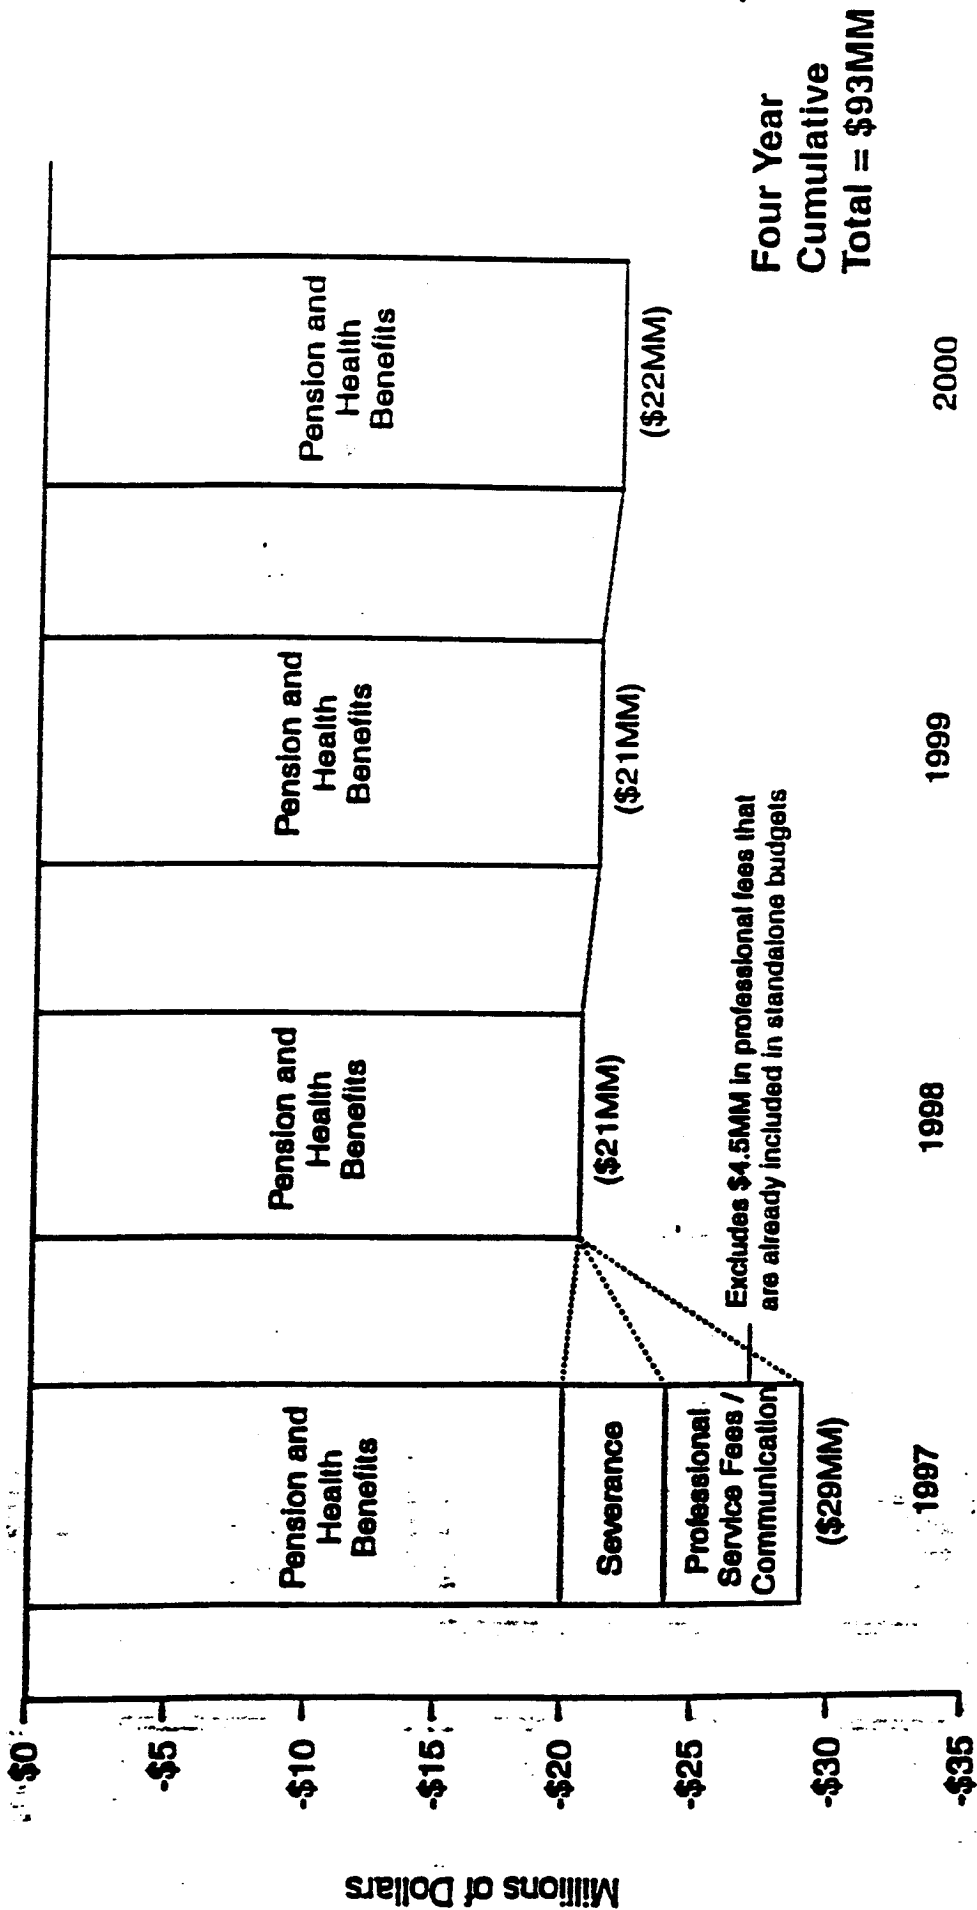 Millions of Dollars
-$0
-$5
-$10
-$15
-$20
-$25
-$30
-$35
Pension and
Health
Benefits
Severance
Professional
Service Fees /
Communication
($29MM)
1997
Excludes $4.5MM in professional fees that
are already included in standalone budgets
Pension and
Health
Benefits
($21MM)
1998
Pension and
Health
Benefits
($21MM)
1999
Pension and
Health
Benefits
($22MM)
2000
Four Year
Cumulative
Total = $93MM